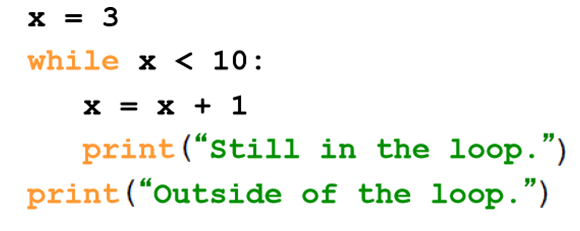 x = 3
while x < 10:
x = x + 1
print(“Still in the loop.”)
print(“Outside of the loop.”)